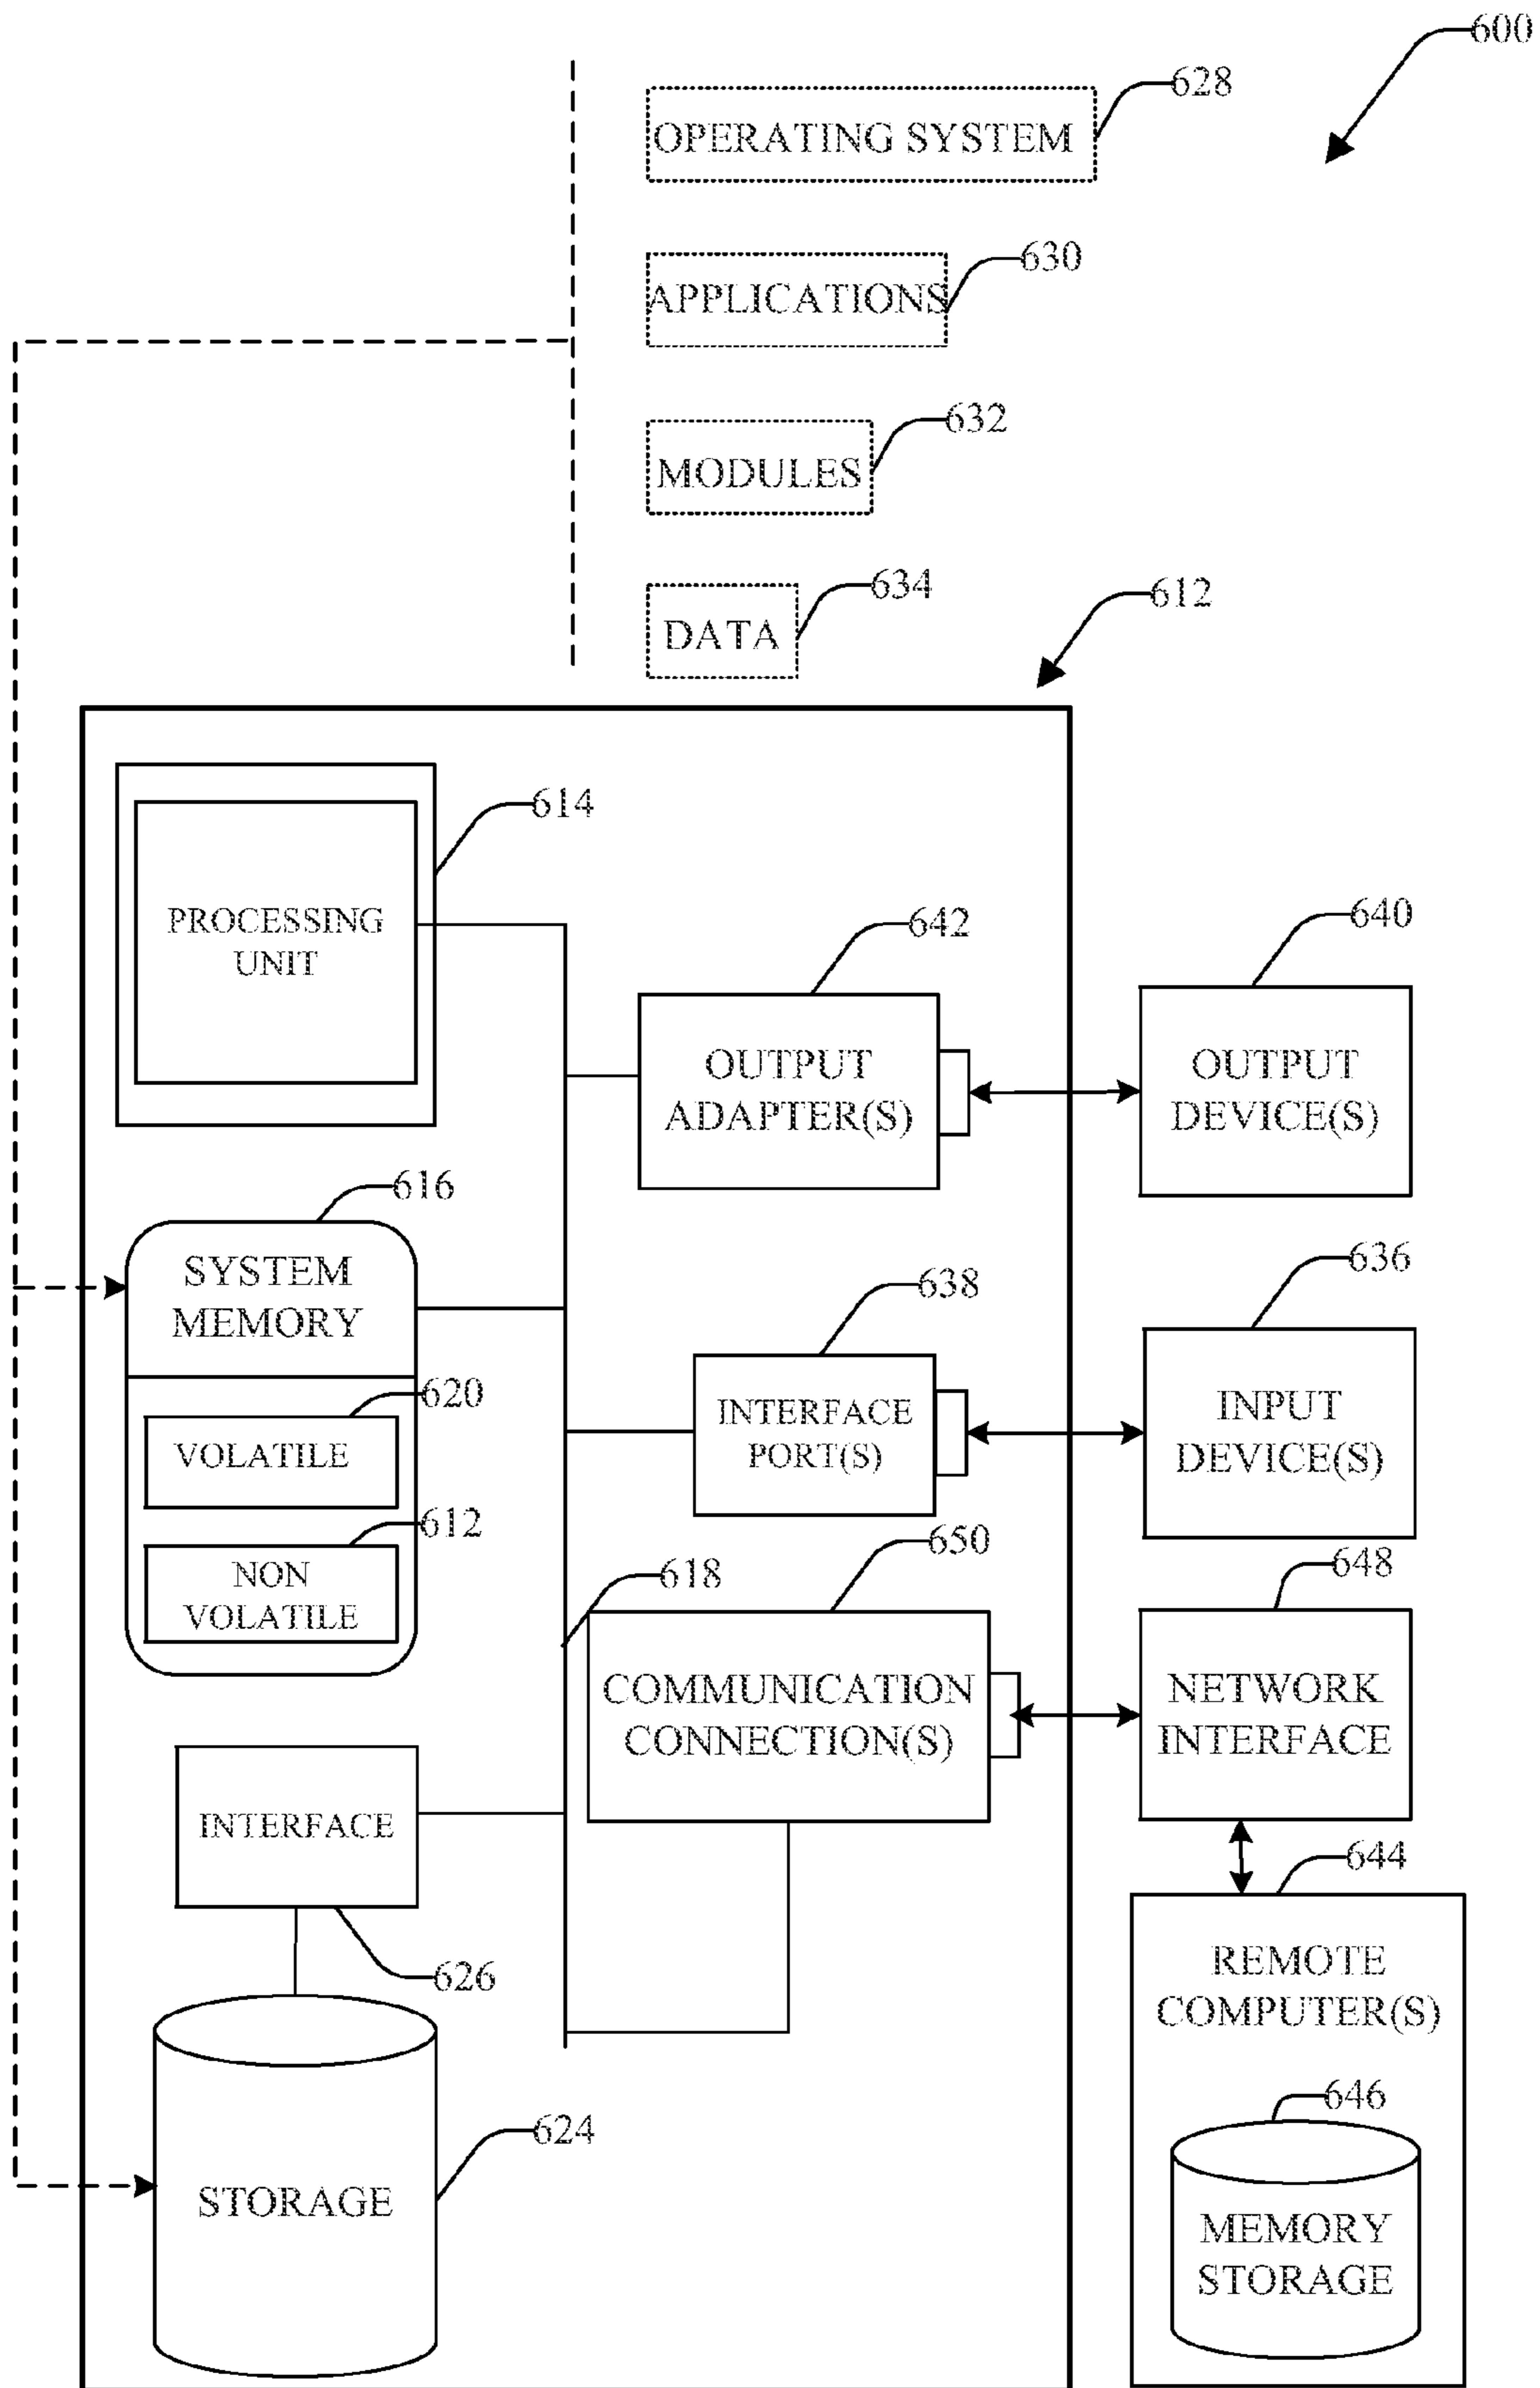 600
628
OPERATING SYSTEM
630
APPLICATIONS
632
MODULES
634
DATA
612
614
PROCESSING
UNIT
642
OUTPUT
ADAPTER(S)
640
OUTPUT
DEVICE(S)
616
SYSTEM
MEMORY
620
VOLATILE
612
NON
VOLATILE
638
INTERFACE
PORT(S)
636
INPUT
DEVICE(S)
618
650
COMMUNICATION
CONNECTION(S)
648
NETWORK
INTERFACE
INTERFACE
626
644
REMOTE
COMPUTER(S)
624
STORAGE
646
MEMORY
STORAGE